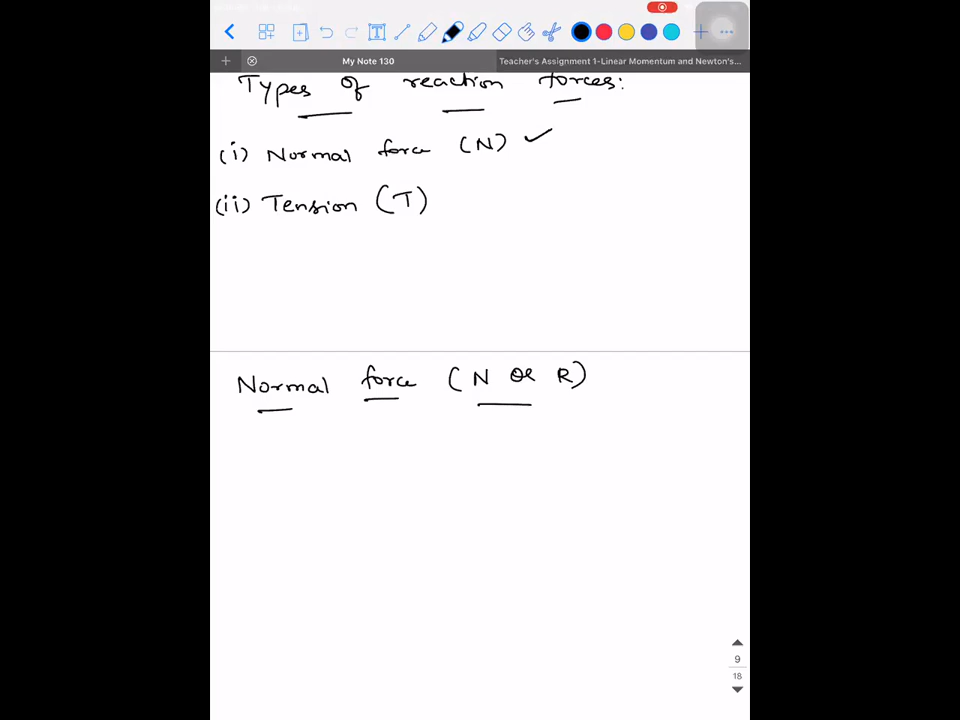 My Note 130
Teacher's Assignment 1-Linear Momentum and Newton's...
Types of reaction forces:
(i) Normal force (N) ✓
(ii) Tension (T)
Normal force (N or R)
9
18